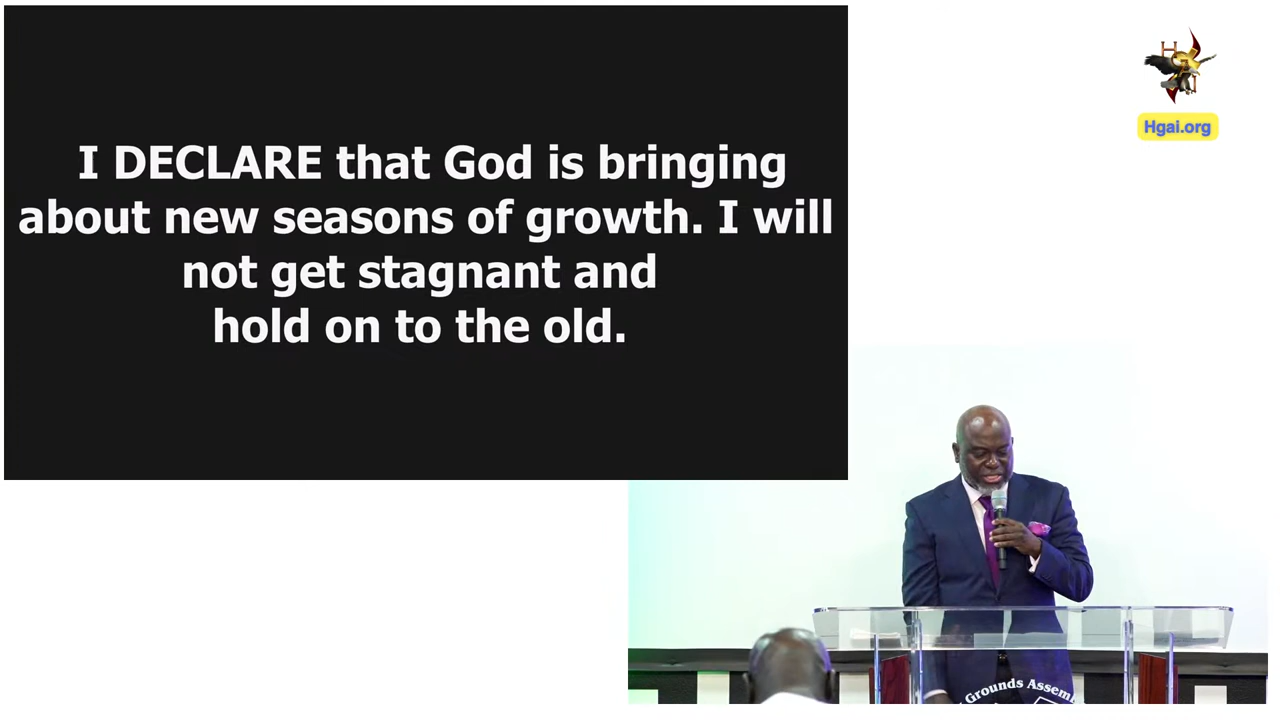 I DECLARE that God is bringing
about new seasons of growth. I will
not get stagnant and
hold on to the old.
Hgai.org
Grounds Assem